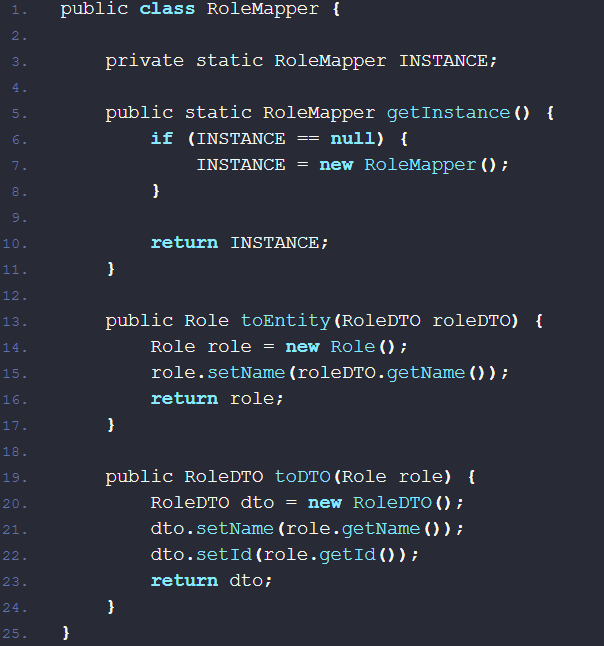 1. public class RoleMapper {
2.
3. private static RoleMapper INSTANCE;
4.
5. public static RoleMapper getInstance() {
6. if (INSTANCE == null) {
7. INSTANCE = new RoleMapper();
8. }
9.
10. return INSTANCE;
11. }
12.
13. public Role toEntity(RoleDTO roleDTO) {
14. Role role = new Role();
15. role.setName(roleDTO.getName());
16. return role;
17. }
18.
19. public RoleDTO toDTO(Role role) {
20. RoleDTO dto = new RoleDTO();
21. dto.setName(role.getName());
22. dto.setId(role.getId());
23. return dto;
24. }
25. }